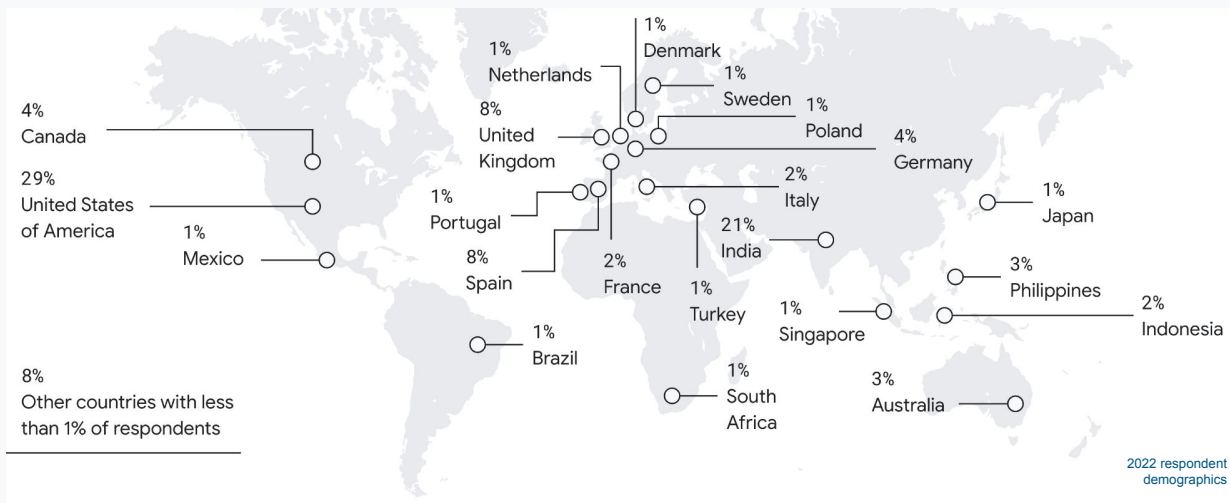 1%
Denmark
1%
Netherlands
1%
Sweden
1%
Poland
4%
Canada
8%
United
Kingdom
4%
Germany
29%
United States
of America
2%
Italy
1%
Portugal
1%
Japan
1%
Mexico
21%
India
8%
Spain
2%
France
1%
Turkey
3%
Philippines
1%
Singapore
2%
Indonesia
1%
Brazil
1%
South
Africa
3%
Australia
8%
Other countries with less
than 1% of respondents
2022 respondent
demographics